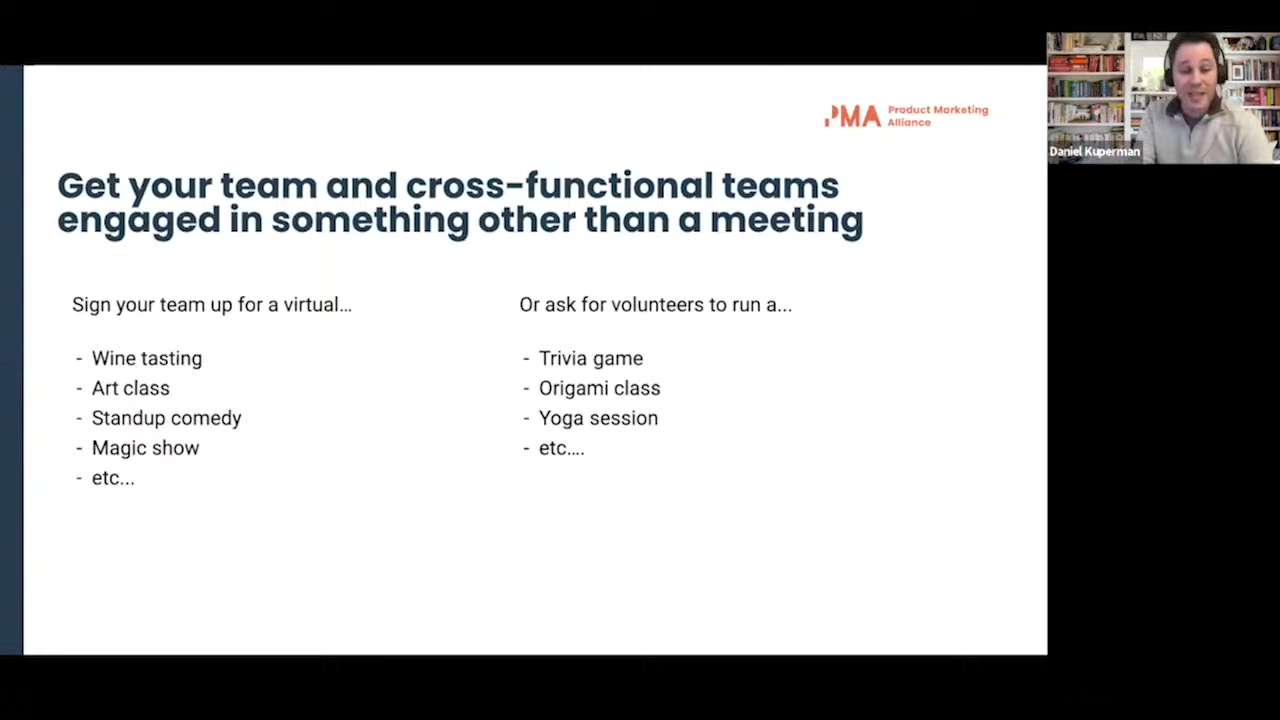 PMA Product Marketing
Alliance
Daniel Kuperman
Get your team and cross-functional teams
engaged in something other than a meeting
Sign your team up for a virtual...
- Wine tasting
- Art class
- Standup comedy
- Magic show
- etc...
Or ask for volunteers to run a...
- Trivia game
- Origami class
- Yoga session
- etc....